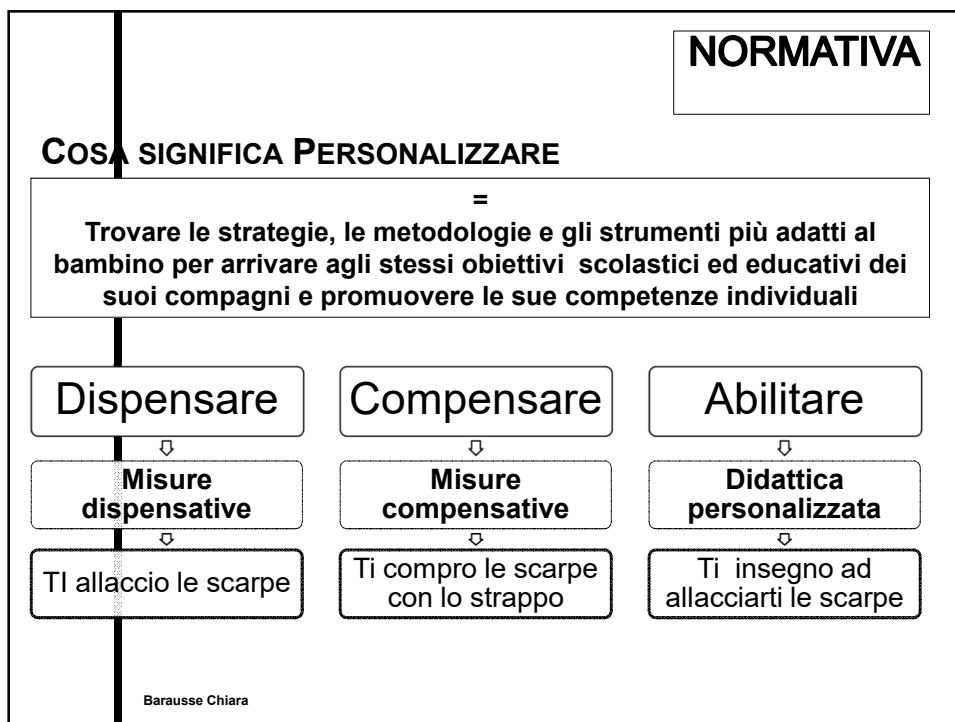 NORMATIVA
COSA SIGNIFICA PERSONALIZZARE
=
Trovare le strategie, le metodologie e gli strumenti più adatti al
bambino per arrivare agli stessi obiettivi scolastici ed educativi dei
suoi compagni e promuovere le sue competenze individuali
Dispensare
Compensare
Abilitare
Misure
dispensative
Misure
compensative
Didattica
personalizzata
TI allaccio le scarpe
Ti compro le scarpe
con lo strappo
Ti insegno ad
allacciarti le scarpe
Barausse Chiara